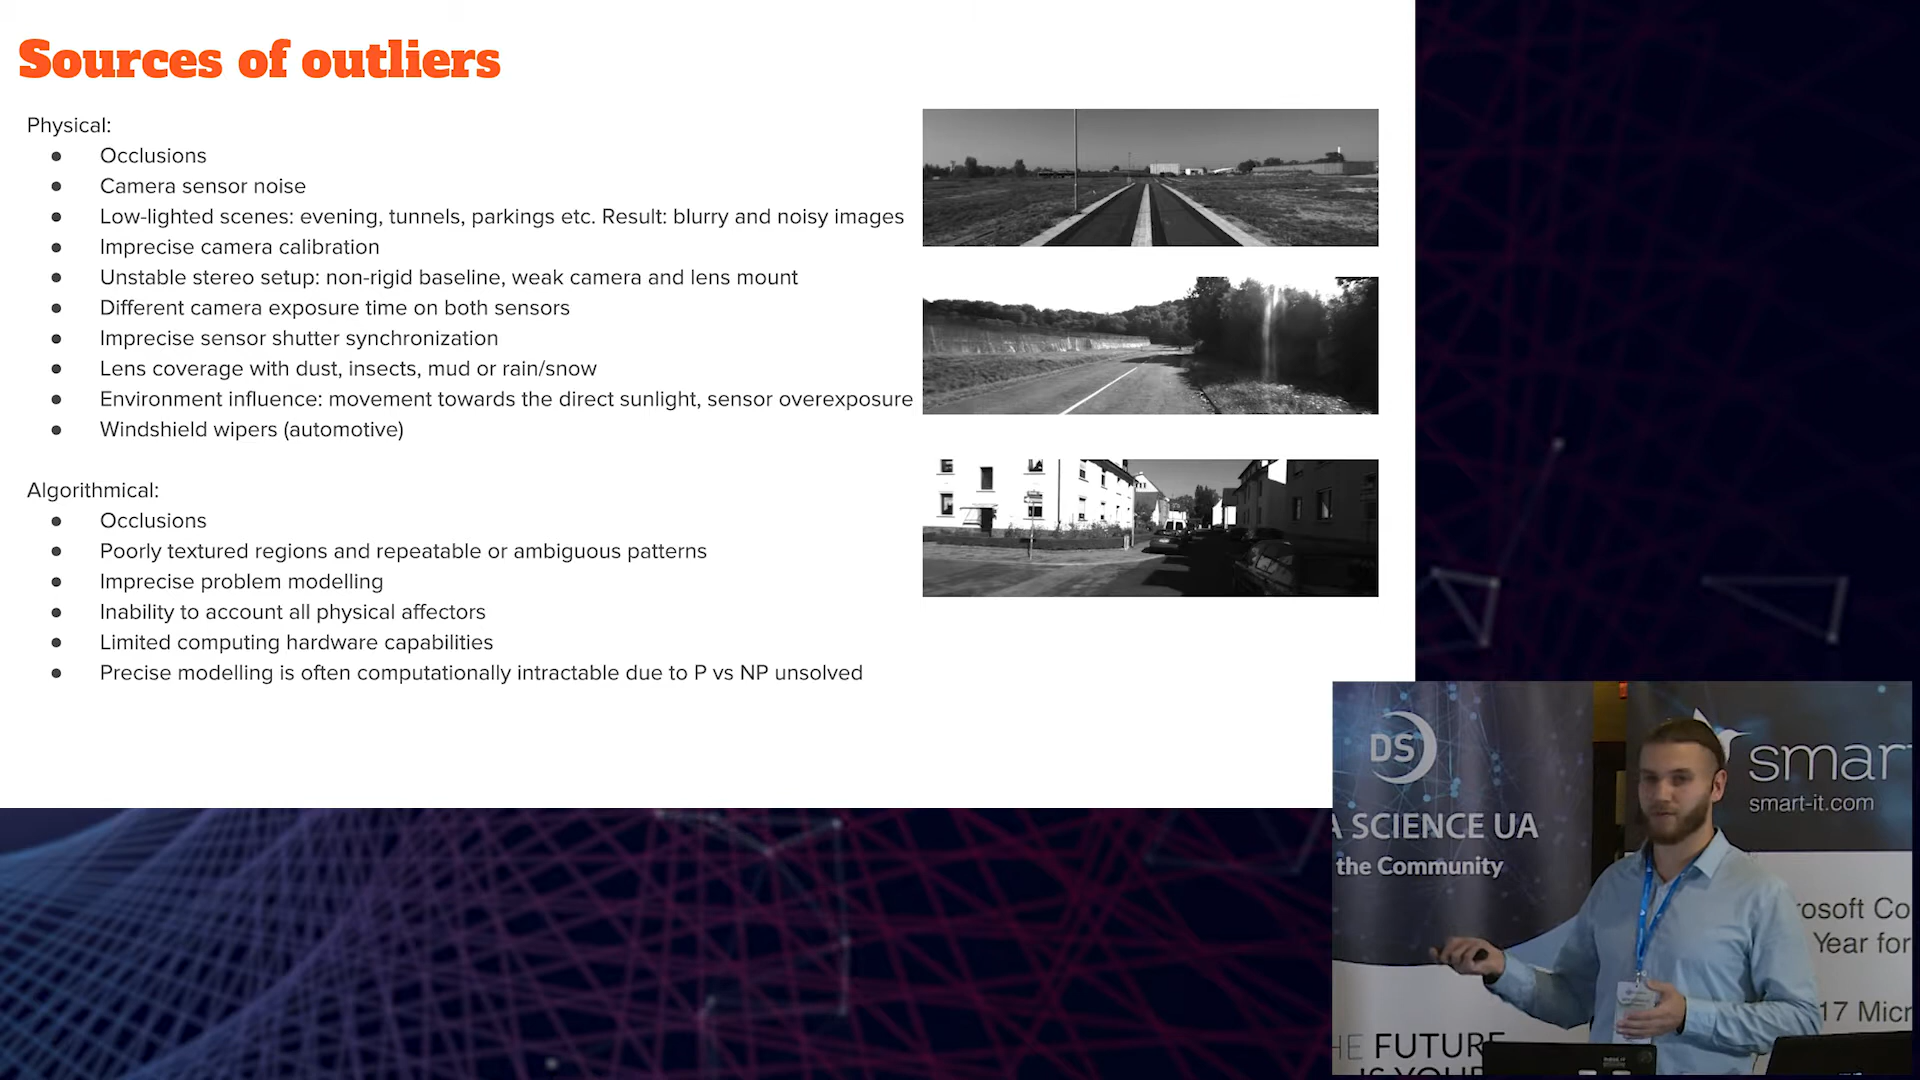 Sources of outliers
Physical:
● Occlusions
● Camera sensor noise
● Low-lighted scenes: evening, tunnels, parkings etc. Result: blurry and noisy images
● Imprecise camera calibration
● Unstable stereo setup: non-rigid baseline, weak camera and lens mount
● Different camera exposure time on both sensors
● Imprecise sensor shutter synchronization
● Lens coverage with dust, insects, mud or rain/snow
● Environment influence: movement towards the direct sunlight, sensor overexposure
● Windshield wipers (automotive)
Algorithmical:
● Occlusions
● Poorly textured regions and repeatable or ambiguous patterns
● Imprecise problem modelling
● Inability to account all physical affectors
● Limited computing hardware capabilities
● Precise modelling is often computationally intractable due to P vs NP unsolved
DS
A SCIENCE UA
the Community
smar
smart-it.com
rosoft Co
Year for
17 Micr
HE FUTURE
IS YOUR